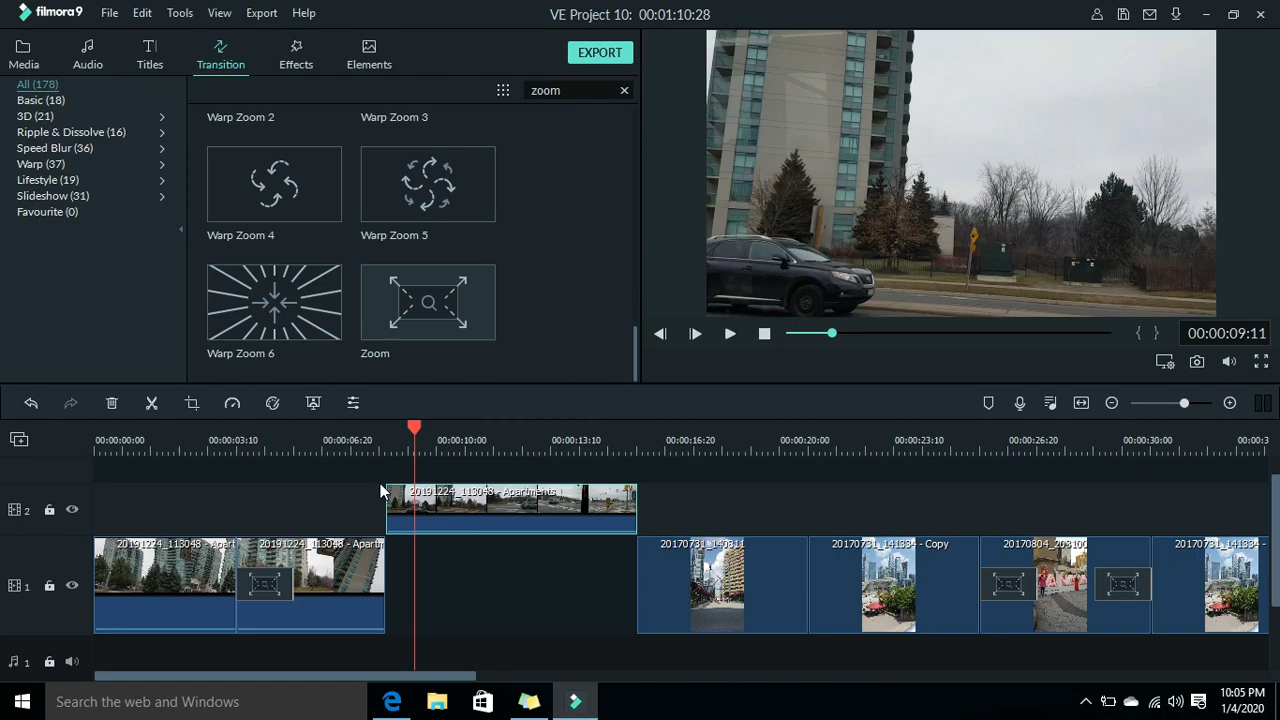 filmora9 File Edit Tools View Export Help VE Project 10: 00:01:10:28
Media Audio Titles Transition Effects Elements EXPORT
All (178)
Basic (18)
3D (21)
Ripple & Dissolve (16)
Speed Blur (36)
Warp (37)
Lifestyle (19)
Slideshow (31)
Favourite (0)
zoom
Warp Zoom 2 Warp Zoom 3
Warp Zoom 4 Warp Zoom 5
Warp Zoom 6 Zoom
00:00:09:11
00:00:00:00 00:00:03:10 00:00:06:20 00:00:10:00 00:00:13:10 00:00:16:20 00:00:20:00 00:00:23:10 00:00:26:20 00:00:30:00 00:00:3
2 20191224_113048 - Apartments
20191224_113048 - Apart 20191224_113048 - Apartm 20170731_140311 20170731_141334 - Copy 20170804_203100 20170731_141334 -
1
1
Search the web and Windows
10:05 PM
1/4/2020